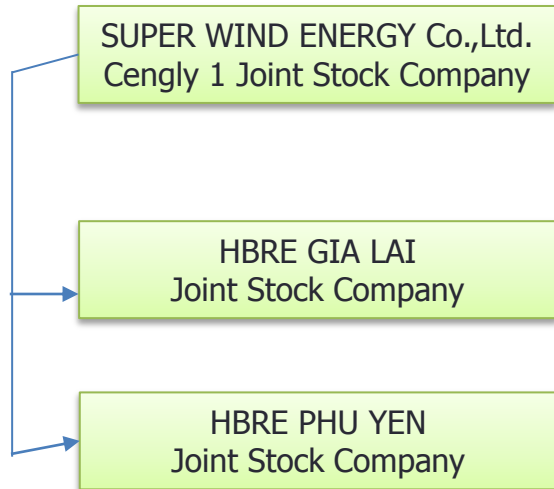 SUPER WIND ENERGY Co.,Ltd.
Cengly 1 Joint Stock Company
HBRE GIA LAI
Joint Stock Company
HBRE PHU YEN
Joint Stock Company